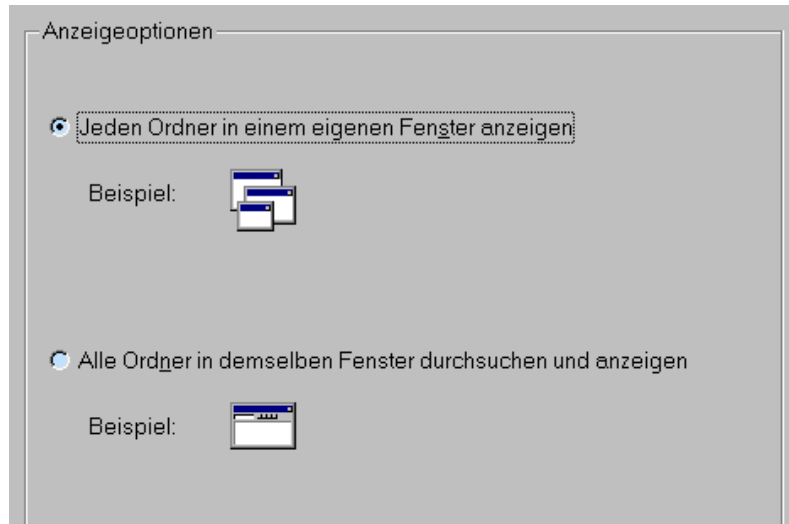 Anzeigeoptionen
Jeden Ordner in einem eigenen Fenster anzeigen
Beispiel:
Alle Ordner in demselben Fenster durchsuchen und anzeigen
Beispiel: